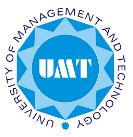 UNIVERSITY OF MANAGEMENT AND TECHNOLOGY
UMT